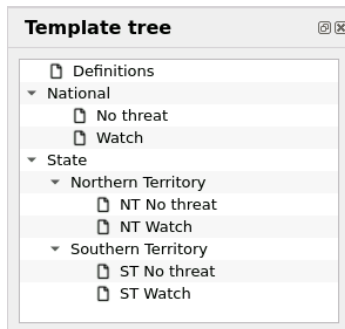 Template tree
Definitions
National
No threat
Watch
State
Northern Territory
NT No threat
NT Watch
Southern Territory
ST No threat
ST Watch